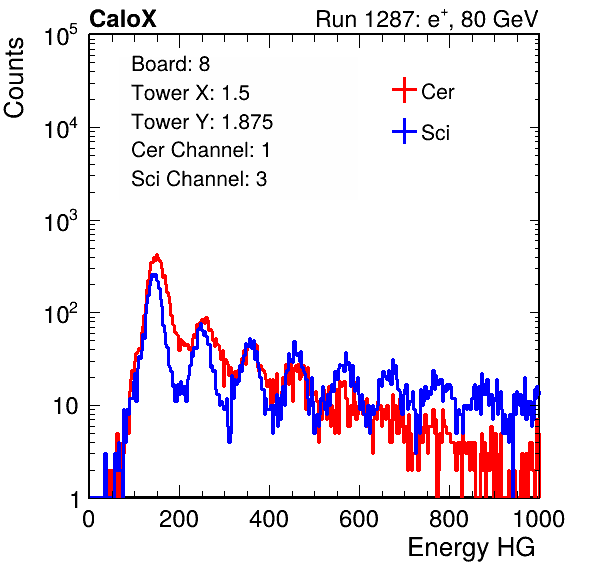 CaloX
Run 1287: e+, 80 GeV
Counts
10^5
10^4
10^3
10^2
10
1
Board: 8
Tower X: 1.5
Tower Y: 1.875
Cer Channel: 1
Sci Channel: 3
Cer
Sci
0 200 400 600 800 1000
Energy HG